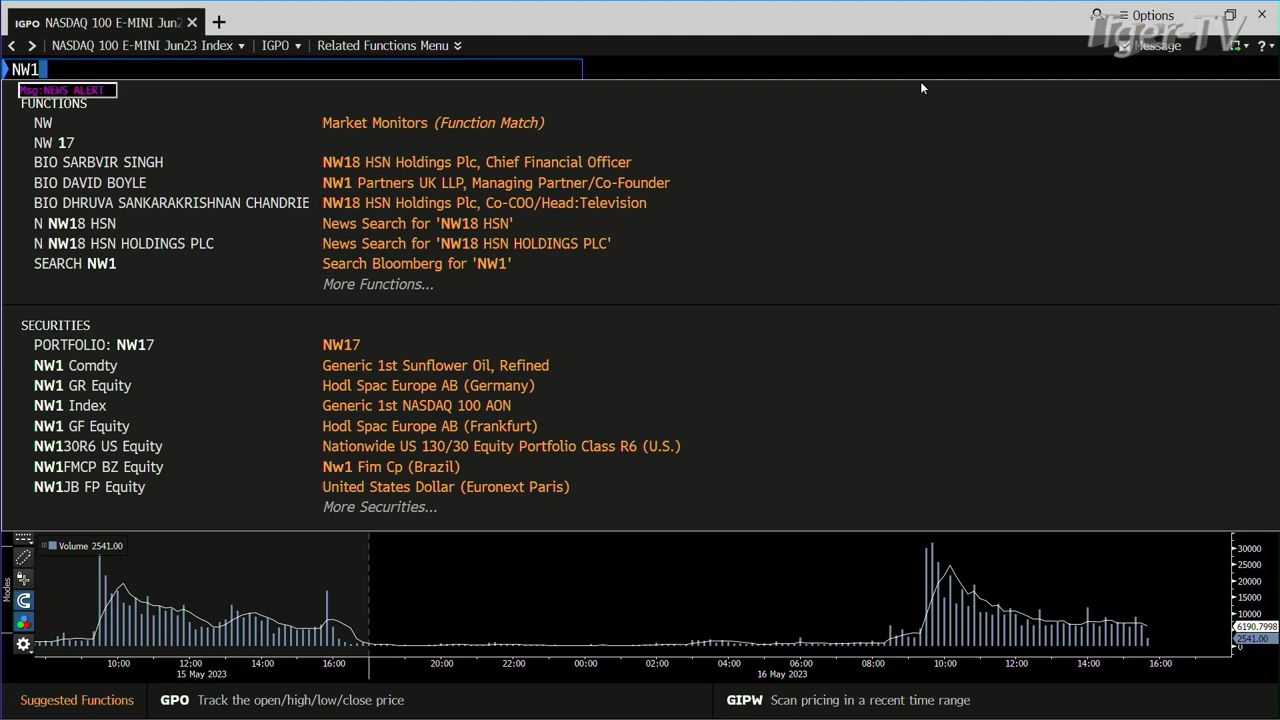 IGPO NASDAQ 100 E-MINI Jun2
Options
Tiger-TV
NASDAQ 100 E-MINI Jun23 Index IGPO Related Functions Menu
Message
?
NW1
Msg:NEWS ALERT
FUNCTIONS
NW Market Monitors (Function Match)
NW 17
BIO SARBVIR SINGH NW18 HSN Holdings Plc, Chief Financial Officer
BIO DAVID BOYLE NW1 Partners UK LLP, Managing Partner/Co-Founder
BIO DHRUVA SANKARAKRISHNAN CHANDRIE NW18 HSN Holdings Plc, Co-COO/Head:Television
N NW18 HSN News Search for 'NW18 HSN'
N NW18 HSN HOLDINGS PLC News Search for 'NW18 HSN HOLDINGS PLC'
SEARCH NW1 Search Bloomberg for 'NW1'
More Functions...
SECURITIES
PORTFOLIO: NW17 NW17
NW1 Comdty Generic 1st Sunflower Oil, Refined
NW1 GR Equity Hodl Spac Europe AB (Germany)
NW1 Index Generic 1st NASDAQ 100 AON
NW1 GF Equity Hodl Spac Europe AB (Frankfurt)
NW130R6 US Equity Nationwide US 130/30 Equity Portfolio Class R6 (U.S.)
NW1FMCP BZ Equity Nw1 Fim Cp (Brazil)
NW1JB FP Equity United States Dollar (Euronext Paris)
More Securities...
Modes
Volume 2541.00
30000
25000
20000
15000
10000
6190.7998
2541.00
0
10:00 12:00 14:00 16:00 20:00 22:00 00:00 02:00 04:00 06:00 08:00 10:00 12:00 14:00 16:00
15 May 2023 16 May 2023
Suggested Functions GPO Track the open/high/low/close price GIPW Scan pricing in a recent time range